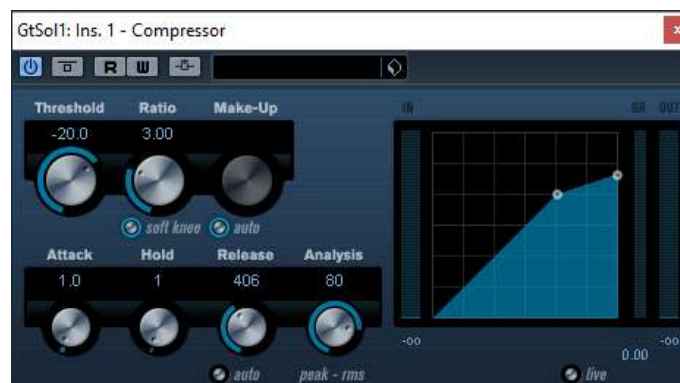 GtSol1: Ins. 1 - Compressor
x
R W
IN GR OUT
Threshold Ratio Make-Up
-20.0 3.00
soft knee auto
Attack Hold Release Analysis
1.0 1 406 80
-oo -oo
0.00
auto peak - rms live